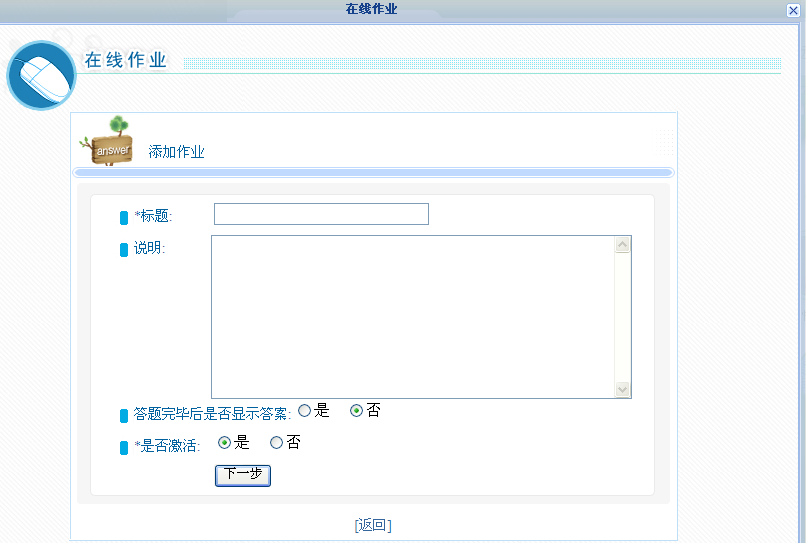 在线作业
在线作业
answer
添加作业
*标题:
说明:
答题完毕后是否显示答案: 是 否
*是否激活: 是 否
下一步
[返回]